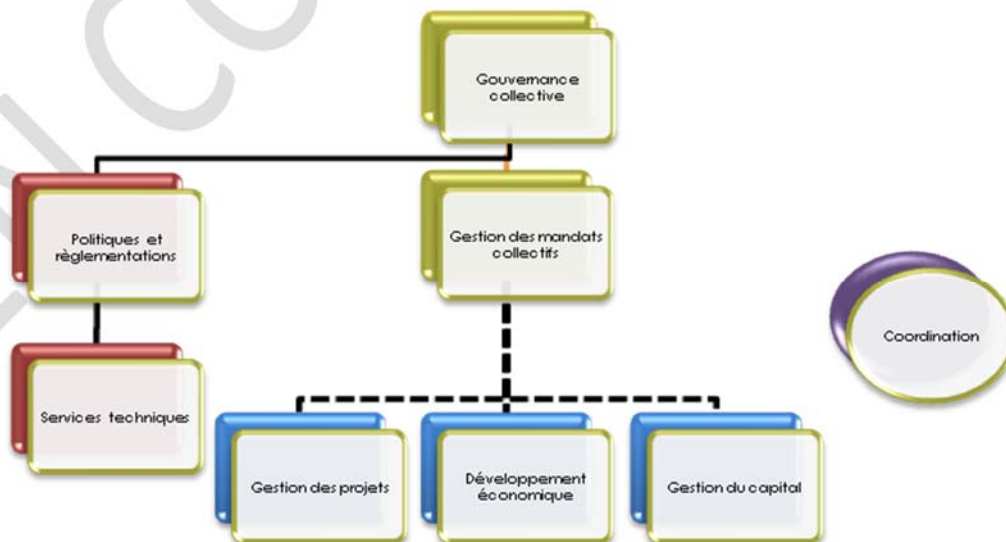 Gouvernance
collective
Politiques et
règlementations
Gestion des mandats
collectifs
Coordination
Services techniques
Gestion des projets
Développement
économique
Gestion du capital